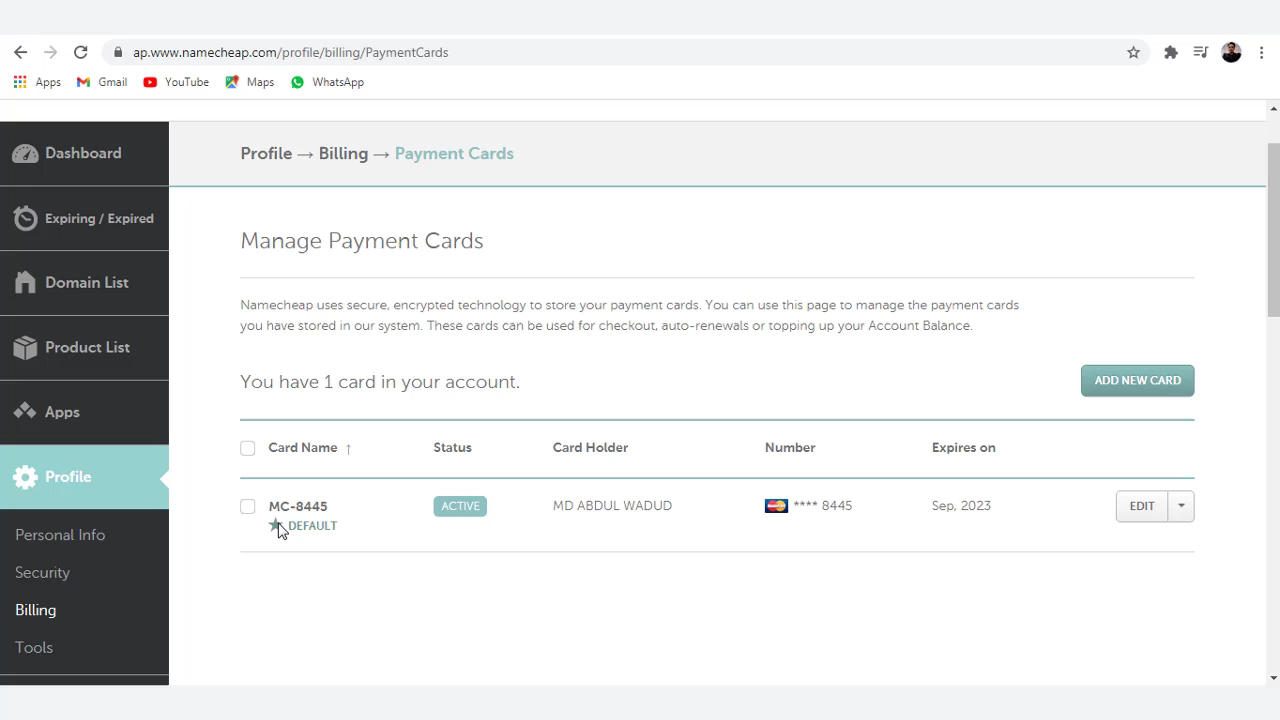 ap.www.namecheap.com/profile/billing/PaymentCards
Apps Gmail YouTube Maps WhatsApp
Dashboard
Expiring / Expired
Domain List
Product List
Apps
Profile
Personal Info
Security
Billing
Tools
Profile → Billing → Payment Cards
Manage Payment Cards
Namecheap uses secure, encrypted technology to store your payment cards. You can use this page to manage the payment cards
you have stored in our system. These cards can be used for checkout, auto-renewals or topping up your Account Balance.
You have 1 card in your account.
ADD NEW CARD
Card Name ↑ Status Card Holder Number Expires on
MC-8445 ACTIVE MD ABDUL WADUD **** 8445 Sep, 2023 EDIT
DEFAULT